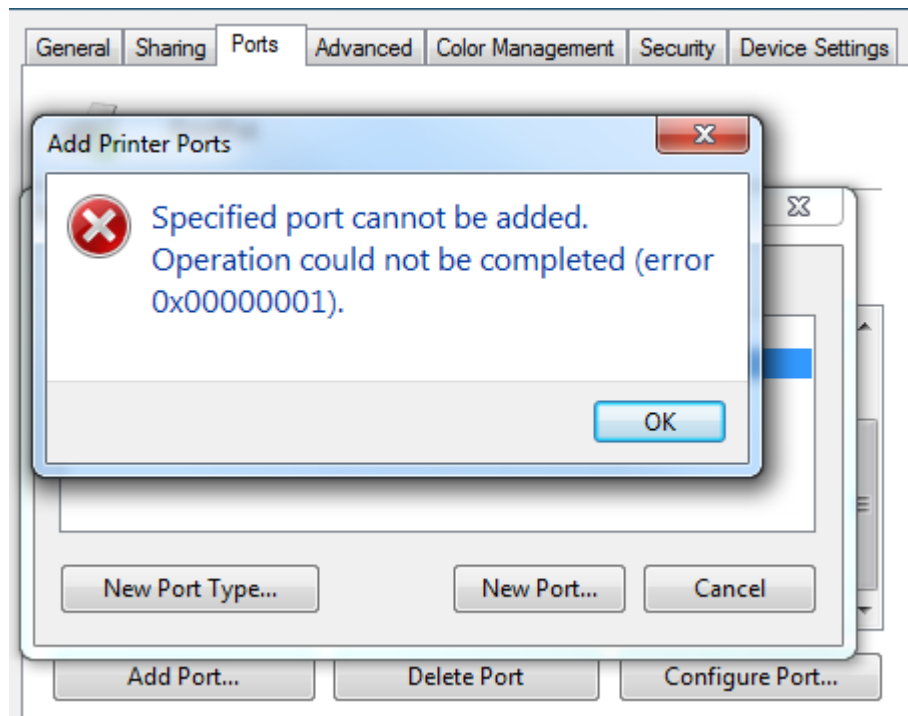 General Sharing Ports Advanced Color Management Security Device Settings
Add Printer Ports
Specified port cannot be added.
Operation could not be completed (error
0x00000001).
OK
New Port Type... New Port... Cancel
Add Port... Delete Port Configure Port...